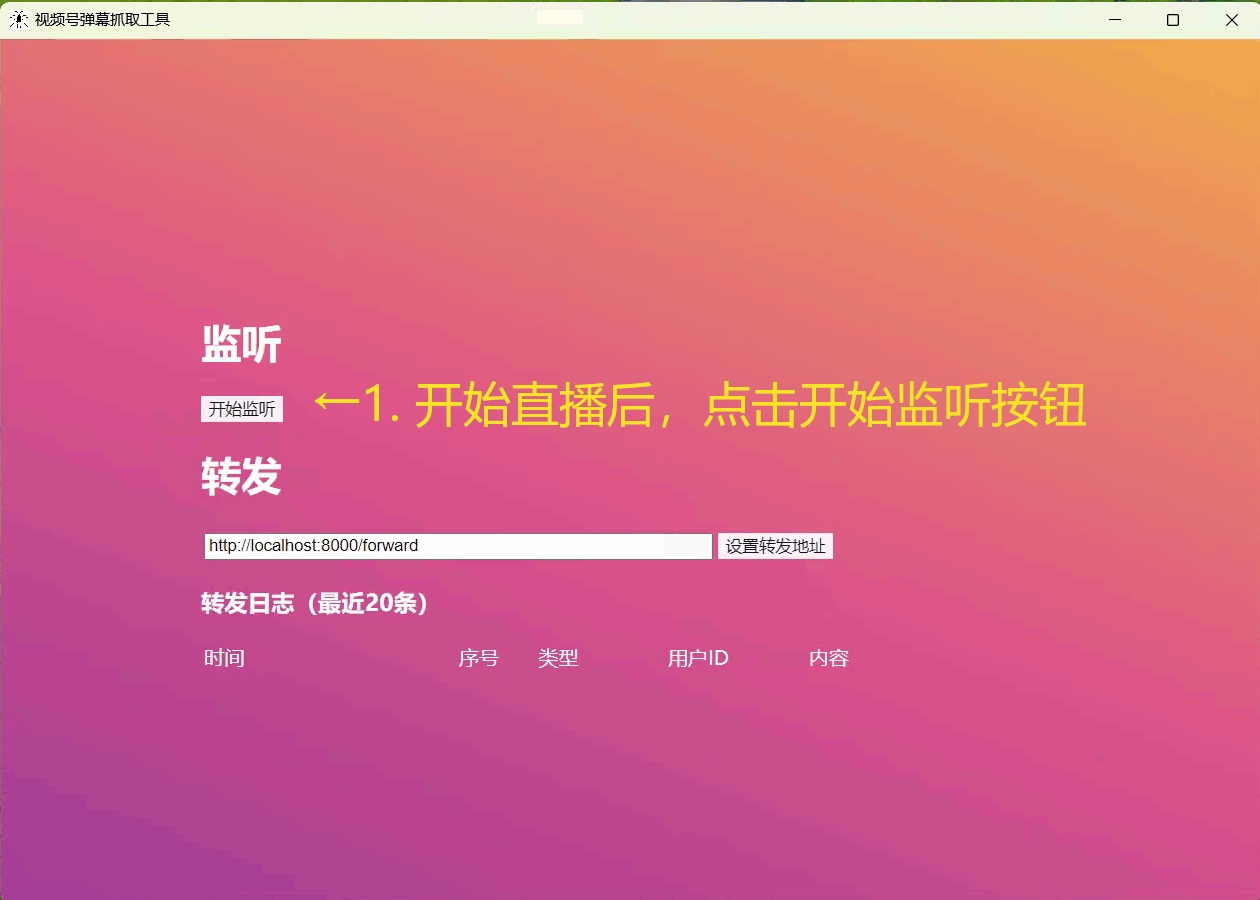 视频号弹幕抓取工具
监听
开始监听 ←1. 开始直播后，点击开始监听按钮
转发
http://localhost:8000/forward 设置转发地址
转发日志（最近20条）
时间 序号 类型 用户ID 内容